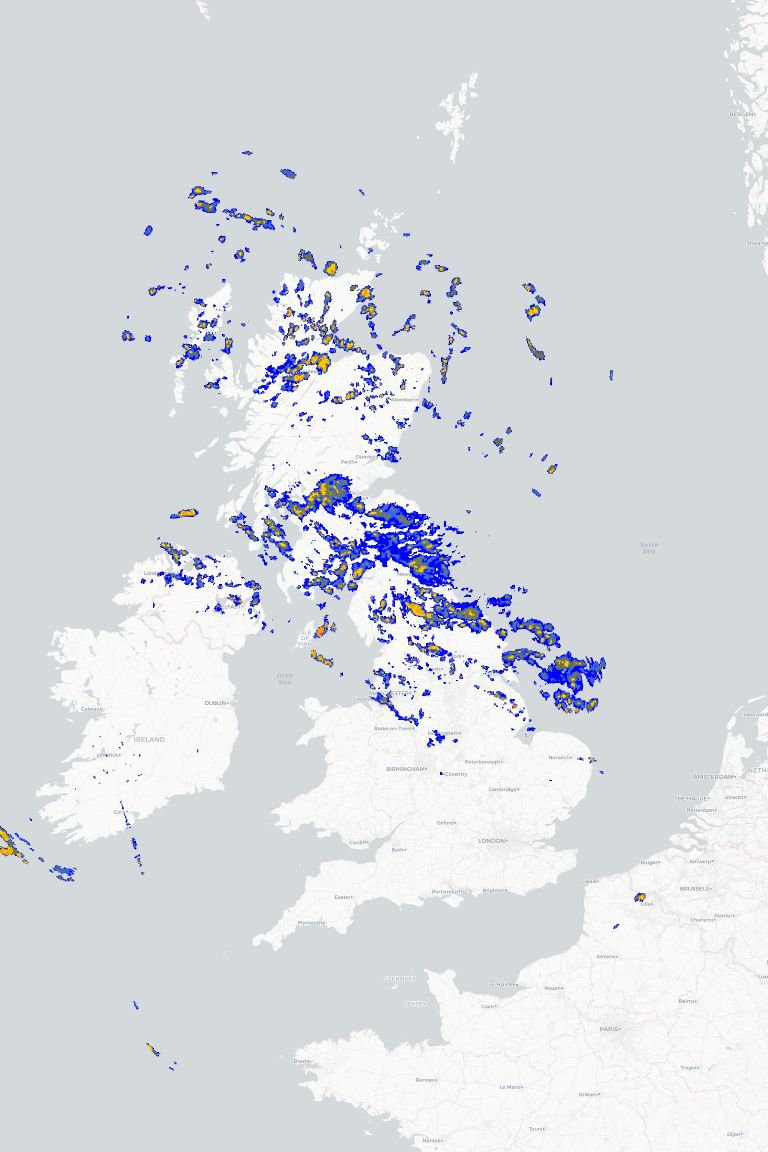 BERGEN
North
Sea
Aberdeen
Dundee
Perth
ISLE
OF
MAN
Irish
Sea
MANCHESTER
Stoke-on-Trent
Nottingham
DUBLIN
Galway
IRELAND
Limerick
Cork
BIRMINGHAM
Coventry
Peterborough
Norwich
Cambridge
AMSTERDAM
THE HAGUE
Utrecht
Rotterdam
Oxford
LONDON
Cardiff
Bath
Bruges
Antwerp
BRUSSELS
Calais
Lille
Charleroi
Namur
Exeter
Portsmouth
Brighton
Plymouth
Amiens
GUERNSEY
JERSEY
LE HAVRE
Rouen
Caen
Reims
PARIS
Brest
Troyes
Rennes
Le Mans
Orléans
Tours
Dijon
Nantes